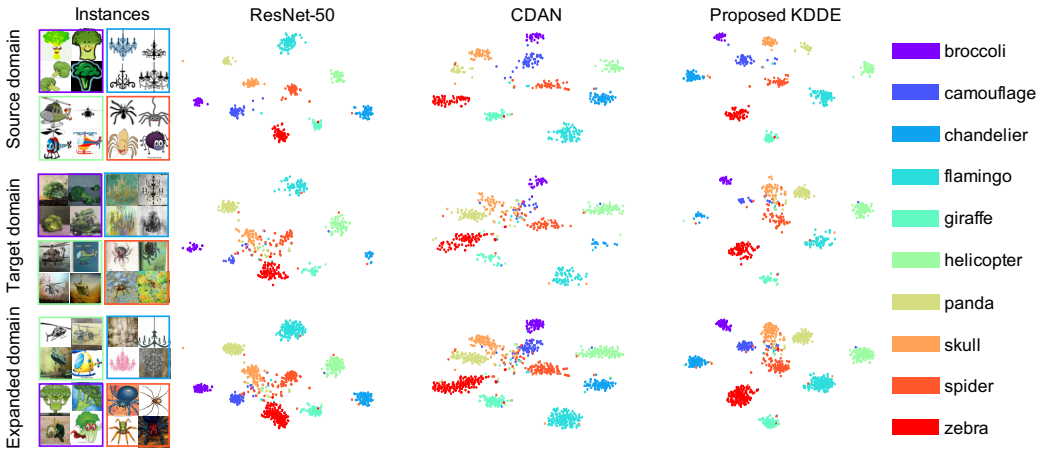 Instances
ResNet-50
CDAN
Proposed KDDE
Source domain
Target domain
Expanded domain
broccoli
camouflage
chandelier
flamingo
giraffe
helicopter
panda
skull
spider
zebra